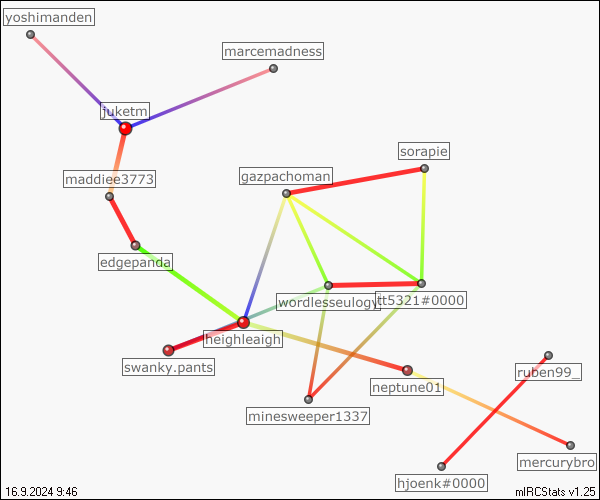 yoshimanden
marcemadness
juketm
sorapie
maddiee3773
gazpachoman
edgepanda
wordlesseulogy
tt5321#0000
heighleaigh
swanky.pants
ruben99_
neptune01
minesweeper1337
mercurybro
hjoenk#0000
16.9.2024 9:46
mIRCStats v1.25